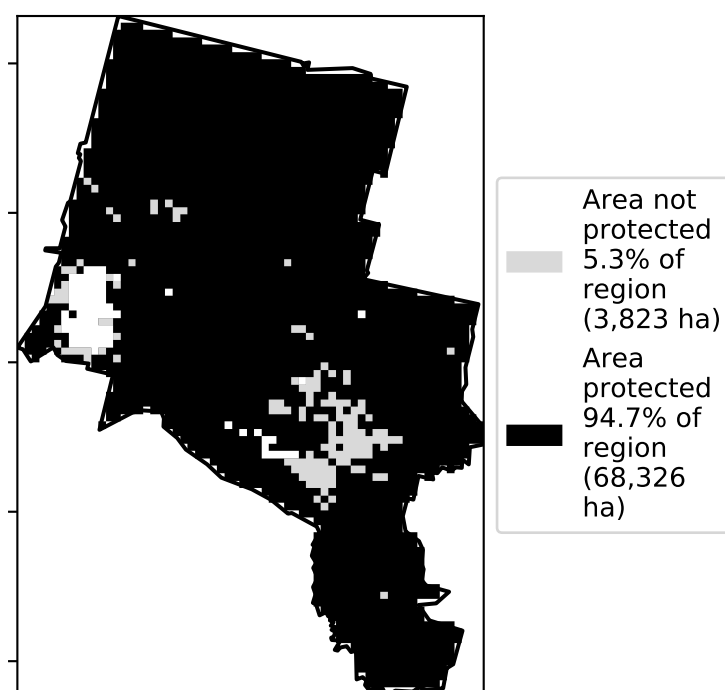 Area not
protected
5.3% of
region
(3,823 ha)
Area
protected
94.7% of
region
(68,326
ha)